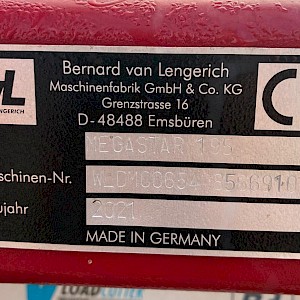 Bernard van Lengerich
Maschinenfabrik GmbH & Co. KG
Grenzstrasse 16
D-48488 Emsbüren
LENGERICH
MEGASTAR
schinen-Nr.
ujahr
2021
MADE IN GERMANY